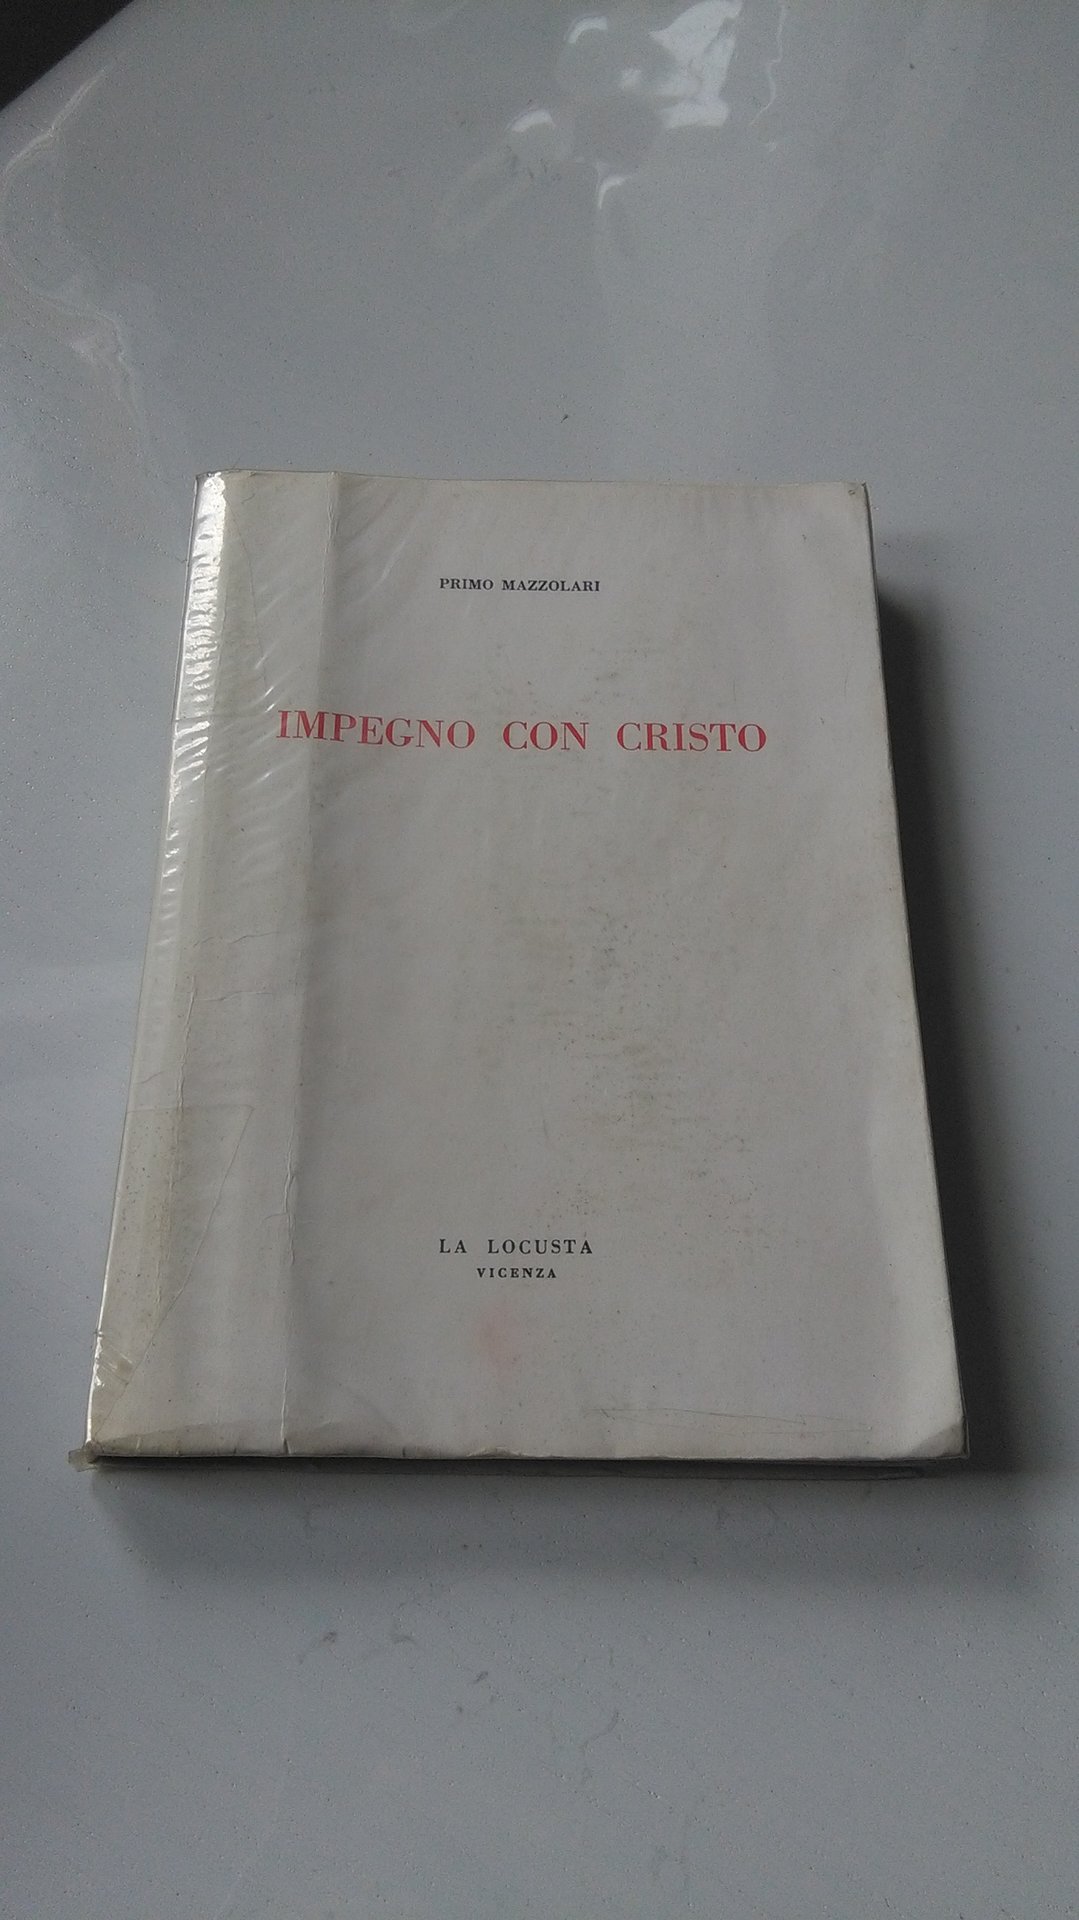 PRIMO MAZZOLARI
IMPEGNO CON CRISTO
LA LOCUSTA
VICENZA